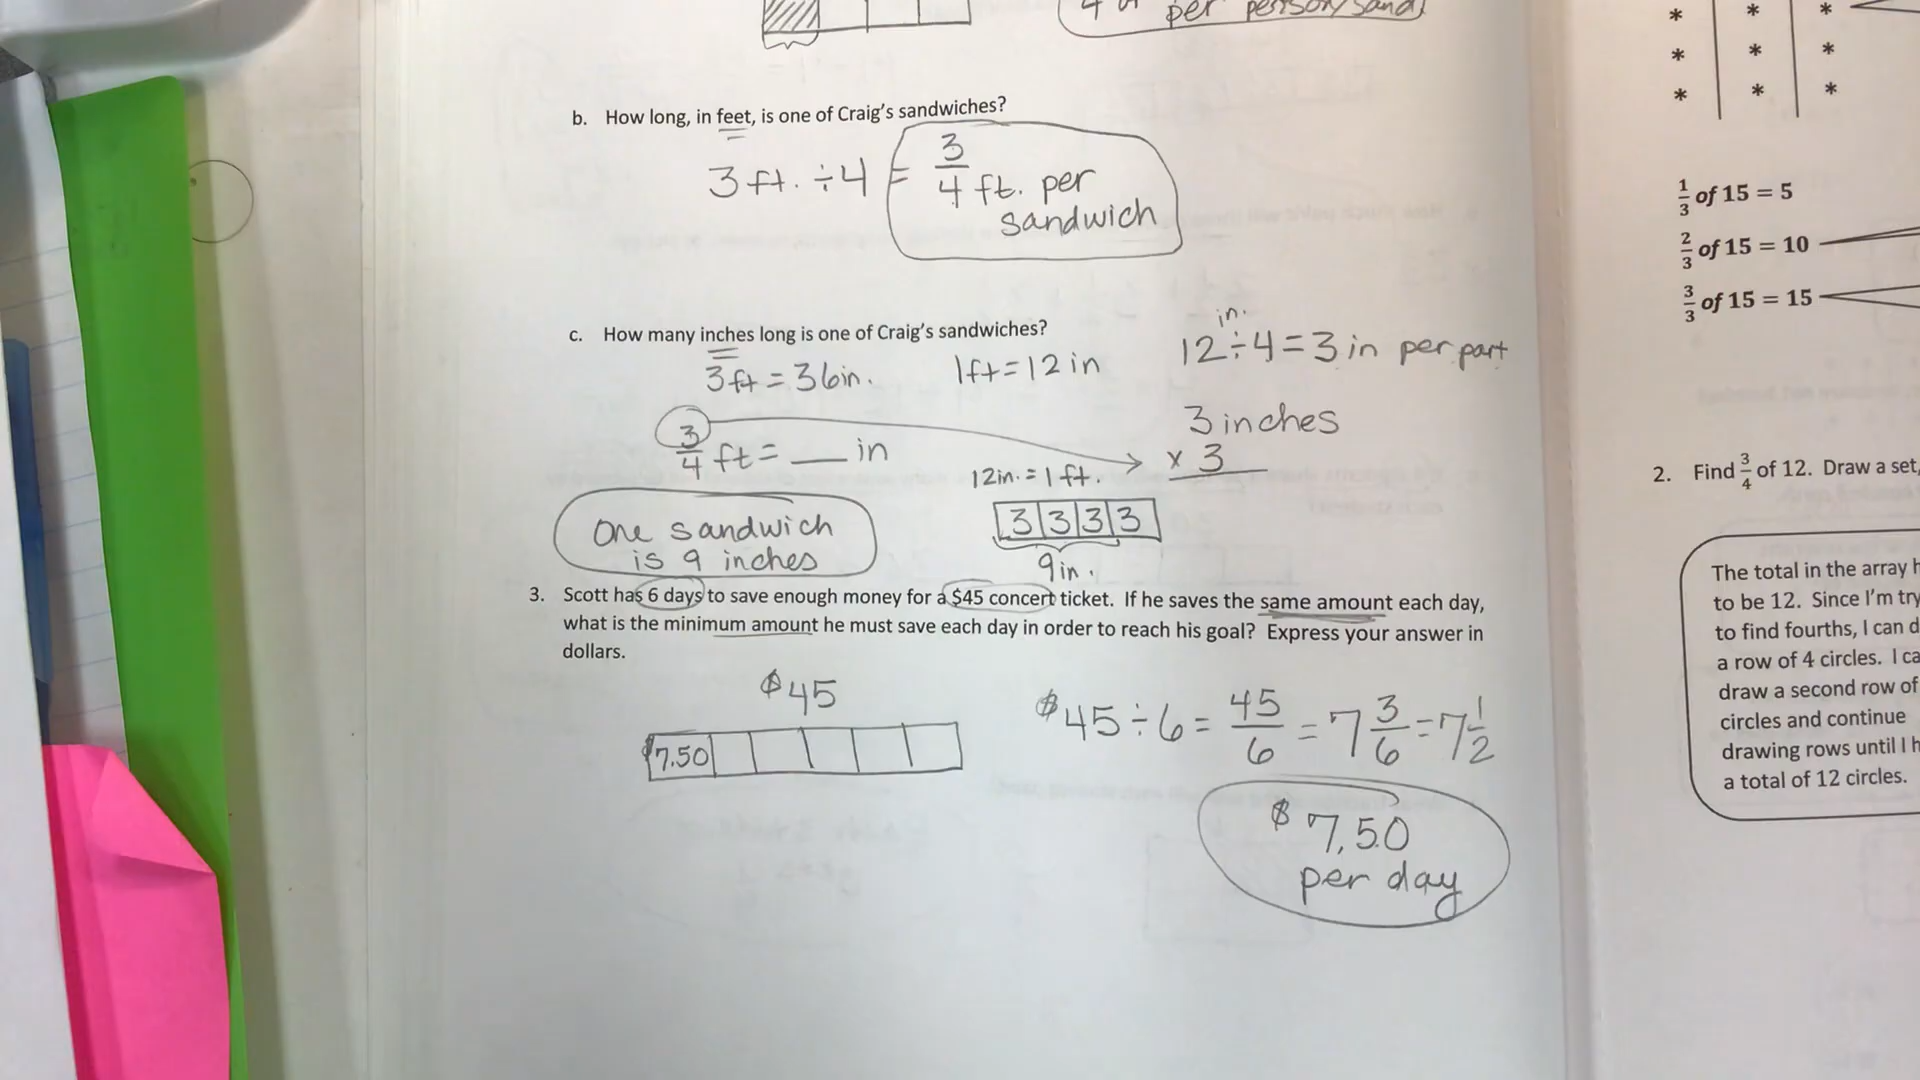 per person/sand
b. How long, in feet, is one of Craig's sandwiches?
3 ft. ÷ 4 = 3/4 ft. per
sandwich
c. How many inches long is one of Craig's sandwiches?
3 ft = 36 in.
1 ft = 12 in
in.
12 ÷ 4 = 3 in per part
3/4 ft = ___ in
3 inches
x 3
12 in. = 1 ft.
3 3 3 3
9 in.
One sandwich
is 9 inches
3. Scott has 6 days to save enough money for a $45 concert ticket. If he saves the same amount each day,
what is the minimum amount he must save each day in order to reach his goal? Express your answer in
dollars.
$45
$7.50
$45 ÷ 6 = 45/6 = 7 3/6 = 7 1/2
$7.50
per day
* * *
* * *
* * *
1/3 of 15 = 5
2/3 of 15 = 10
3/3 of 15 = 15
2. Find 3/4 of 12. Draw a set,
The total in the array
to be 12. Since I'm
to find fourths, I can
a row of 4 circles. I
draw a second row of
circles and continue
drawing rows until I
a total of 12 circles.